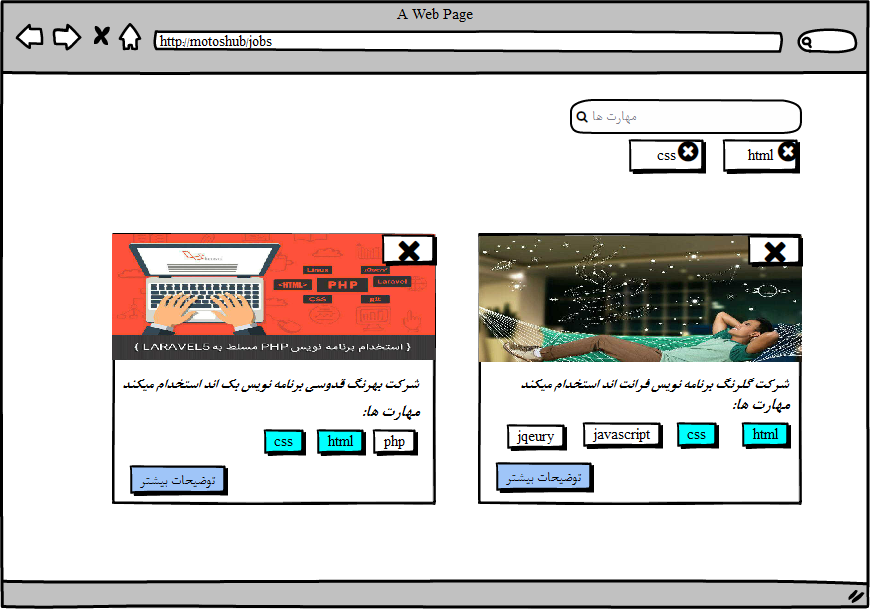 A Web Page
http://motoshub/jobs
مهارت ها
html
css
شرکت گلرنگ برنامه نویس فرانت اند استخدام میکند
مهارت ها:
html
css
javascript
jqeury
توضیحات بیشتر
Linux
jQuery
<HTML>
PHP
Laravel
CSS
git
{ استخدام برنامه نویس PHP مسلط به LARAVEL5 }
شرکت بهرنگ قدوسی برنامه نویس بک اند استخدام میکند
مهارت ها:
php
html
css
توضیحات بیشتر